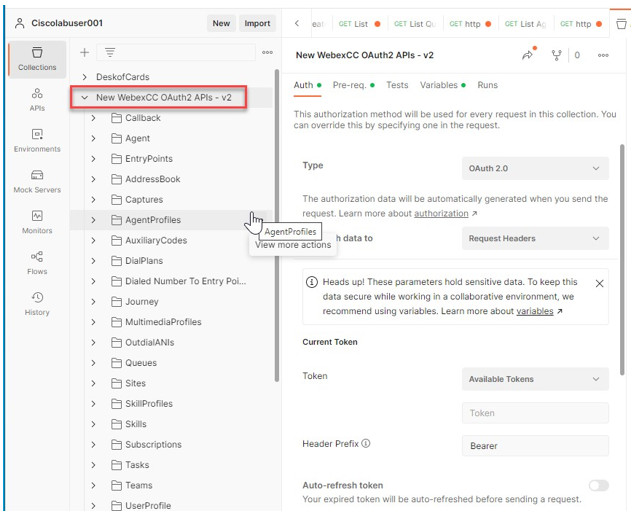 Ciscolabuser001
New
Import
GET List
GET List Qu
GET http
GET List Ag
GET http
Collections
APIs
Environments
Mock Servers
Monitors
Flows
History
DeskofCards
New WebexCC OAuth2 APIs - v2
Callback
Agent
EntryPoints
AddressBook
Captures
AgentProfiles
AuxiliaryCodes
DialPlans
Dialed Number To Entry Poi...
Journey
MultimediaProfiles
OutdialANIs
Queues
Sites
SkillProfiles
Skills
Subscriptions
Tasks
Teams
UserProfile
AgentProfiles
View more actions
New WebexCC OAuth2 APIs - v2
0
Auth
Pre-req.
Tests
Variables
Runs
This authorization method will be used for every request in this collection. You
can override this by specifying one in the request.
Type
OAuth 2.0
The authorization data will be automatically generated when you send the
request. Learn more about authorization
h data to
Request Headers
Heads up! These parameters hold sensitive data. To keep this
data secure while working in a collaborative environment, we
recommend using variables. Learn more about variables
Current Token
Token
Available Tokens
Token
Header Prefix
Bearer
Auto-refresh token
Your expired token will be auto-refreshed before sending a request.